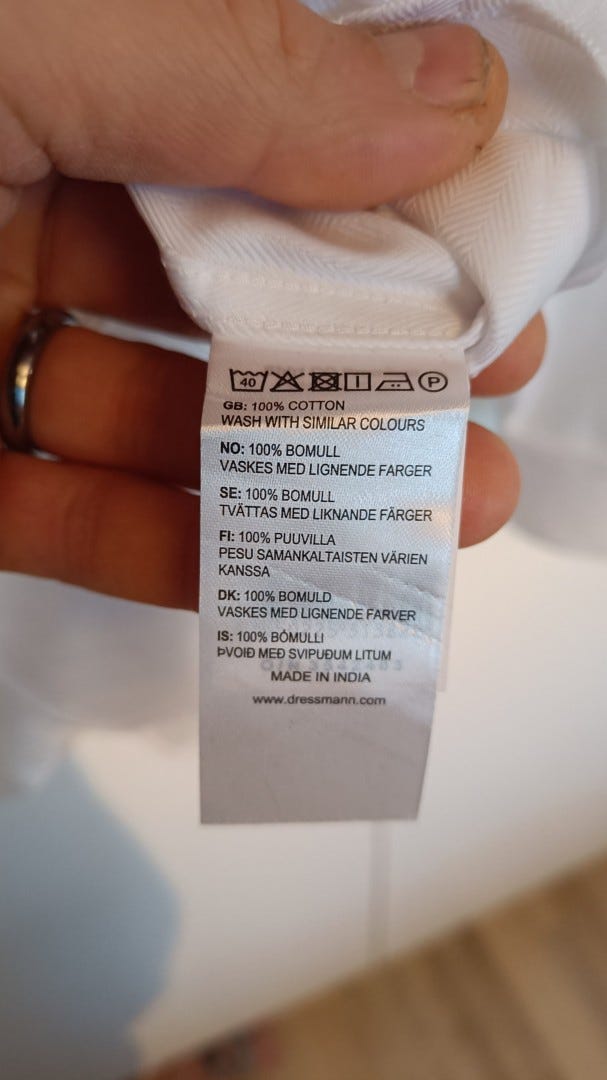 40
P
GB: 100% COTTON
WASH WITH SIMILAR COLOURS
NO: 100% BOMULL
VASKES MED LIGNENDE FARGER
SE: 100% BOMULL
TVÄTTAS MED LIKNANDE FÄRGER
FI: 100% PUUVILLA
PESU SAMANKALTAISTEN VÄRIEN
KANSSA
DK: 100% BOMULD
VASKES MED LIGNENDE FARVER
IS: 100% BÓMULLI
ÞVOIÐ MEÐ SVIPUÐUM LITUM
MADE IN INDIA
www.dressmann.com